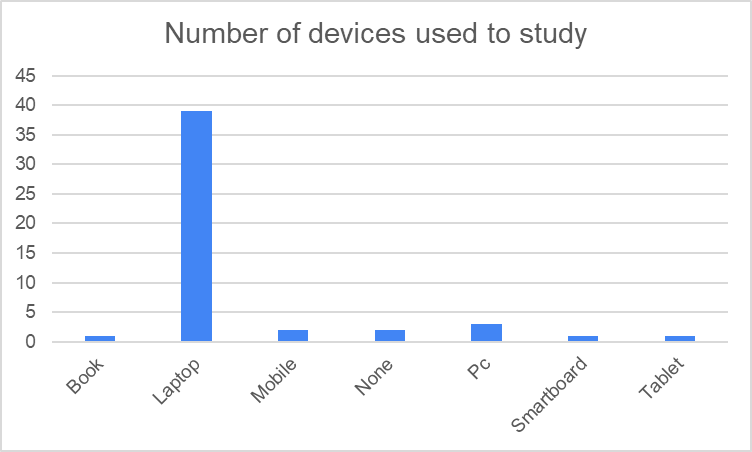 Number of devices used to study
45
40
35
30
25
20
15
10
5
0
Book
Laptop
Mobile
None
Pc
Smartboard
Tablet